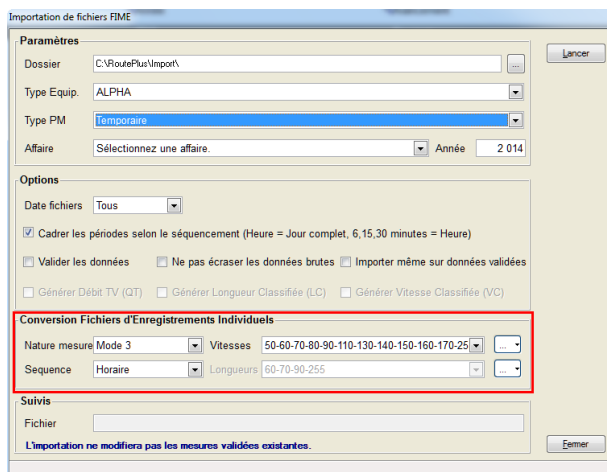 Importation de fichiers FIME
Paramètres
Lancer
Dossier C:\RoutePlus\Import\ ...
Type Equip. ALPHA
Type PM Temporaire
Affaire Sélectionnez une affaire. Année 2 014
Options
Date fichiers Tous
Cadrer les périodes selon le séquencement (Heure = Jour complet, 6,15,30 minutes = Heure)
Valider les données Ne pas écraser les données brutes Importer même sur données validées
Générer Débit TV (QT) Générer Longueur Classifiée (LC) Générer Vitesse Classifiée (VC)
Conversion Fichiers d'Enregistrements Individuels
Nature mesure Mode 3 Vitesses 50-60-70-80-90-110-130-140-150-160-170-25 ...
Sequence Horaire Longueurs 60-70-90-255 ...
Suivis
Fichier
L'importation ne modifiera pas les mesures validées existantes.
Fermer